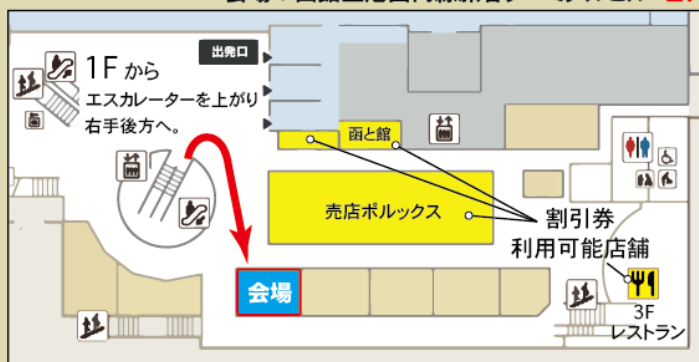 出発口
1Fから
エスカレーターを上がり
右手後方へ。
函と館
売店ポルックス
割引券
利用可能店舗
会場
3F
レストラン